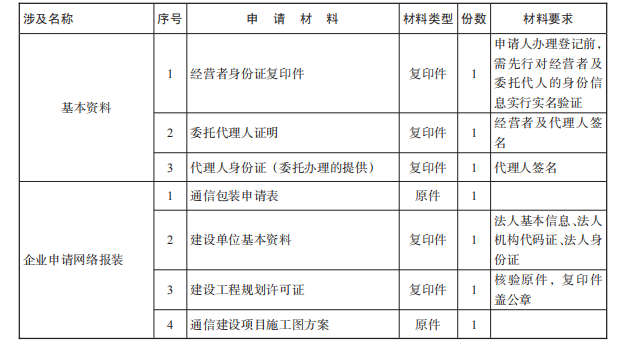 涉及名称 序号 申 请 材 料 材料类型 份数 材料要求
基本资料
1 经营者身份证复印件 复印件 1
申请人办理登记前,
需先行对经营者及
委托代人的身份信
息实行实名验证
2 委托代理人证明 复印件 1
经营者及代理人签
名
3 代理人身份证（委托办理的提供） 复印件 1 代理人签名
企业申请网络报装
1 通信包装申请表 原件 1
2 建设单位基本资料 复印件 1
法人基本信息、法人
机构代码证、法人身
份证
3 建设工程规划许可证 复印件 1
核验原件，复印件
盖公章
4 通信建设项目施工图方案 原件 1